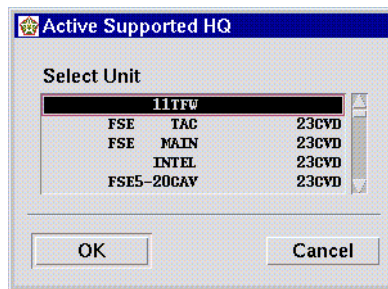 Active Supported HQ
Select Unit
11TFW
FSE TAC 23CVD
FSE MAIN 23CVD
INTEL 23CVD
FSE5-20CAV 23CVD
OK Cancel